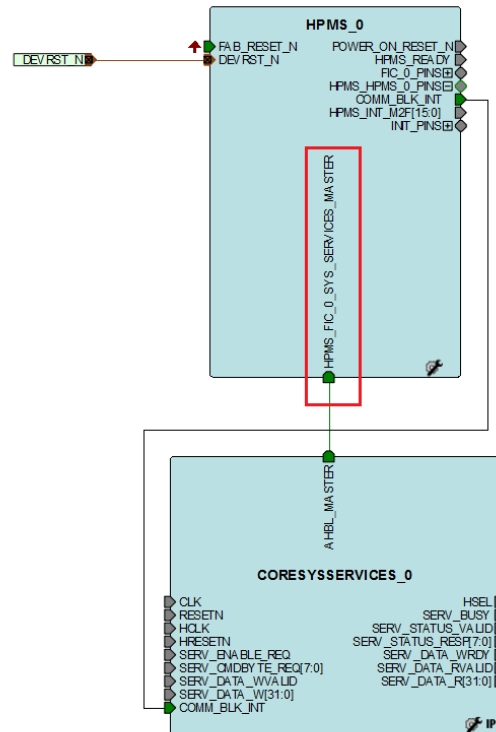 HPMS_0
FAB_RESET_N
POWER_ON_RESET_N
DEVRST_N
DEVRST_N
HPMS_READY
FIC_0_PINS
HPMS_HPMS_0_PINS
COMM_BLK_INT
HPMS_INT_M2F[15:0]
INIT_PINS
HPMS_FIC_0_SYS_SERVICES_MASTER
AHBL_MASTER
CORESYSSERVICES_0
CLK
HSEL
RESETN
SERV_BUSY
HCLK
SERV_STATUS_VALID
HRESETN
SERV_STATUS_RESP[7:0]
SERV_ENABLE_REQ
SERV_DATA_WRDY
SERV_CMDBYTE_REQ[7:0]
SERV_DATA_RVALID
SERV_DATA_WVALID
SERV_DATA_R[31:0]
SERV_DATA_W[31:0]
COMM_BLK_INT
IP